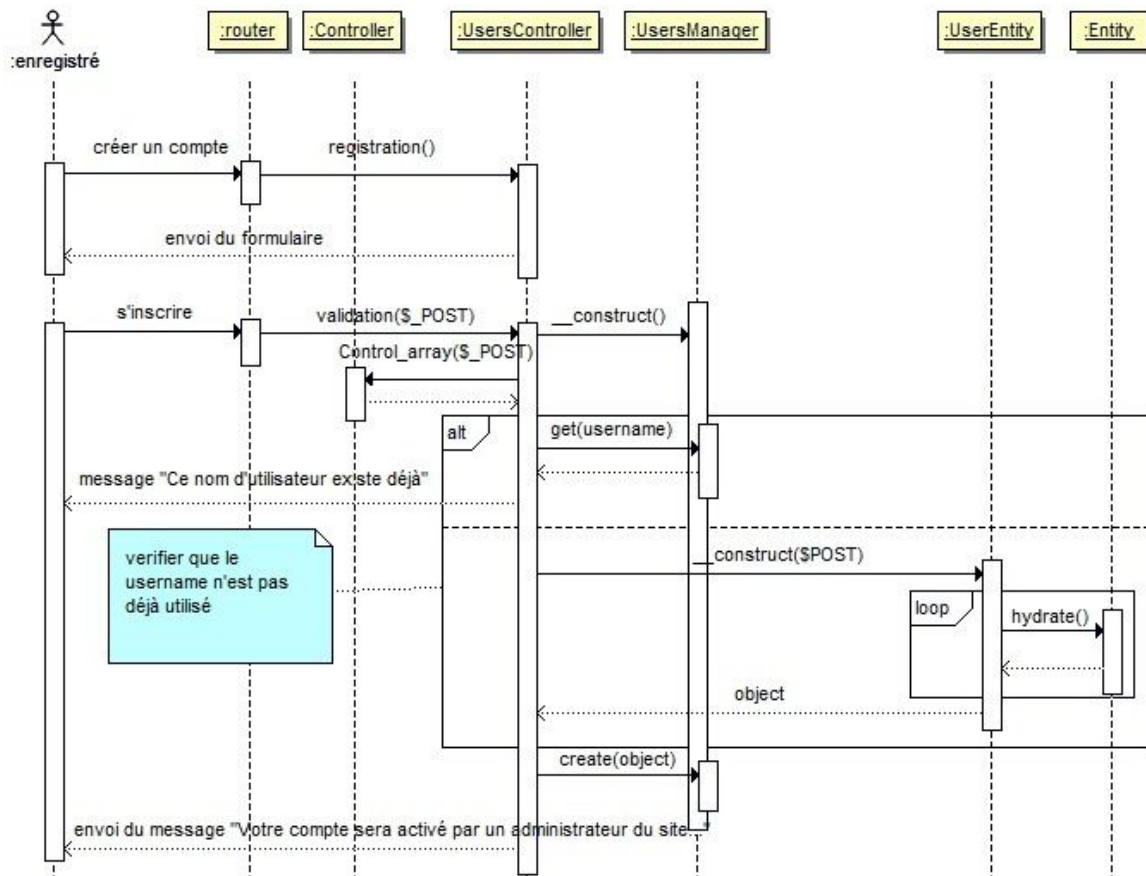 :router
:Controller
:UsersController
:UsersManager
:UserEntity
:Entity
:enregistré
créer un compte
registration()
envoi du formulaire
s'inscrire
validation($_POST)
__construct()
Control_array($_POST)
alt
get(username)
message "Ce nom d'utilisateur existe déjà"
verifier que le
username n'est pas
déjà utilisé
__construct($POST)
loop
hydrate()
object
create(object)
envoi du message "Votre compte sera activé par un administrateur du site..."